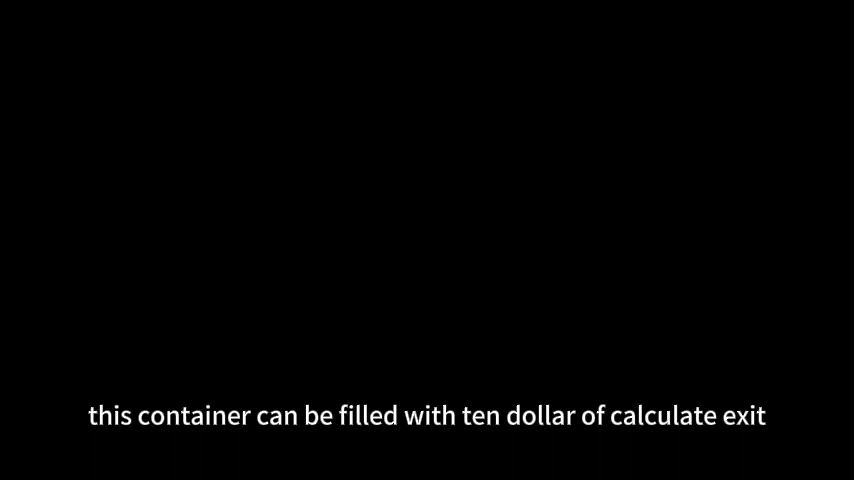 this container can be filled with ten dollar of calculate exit